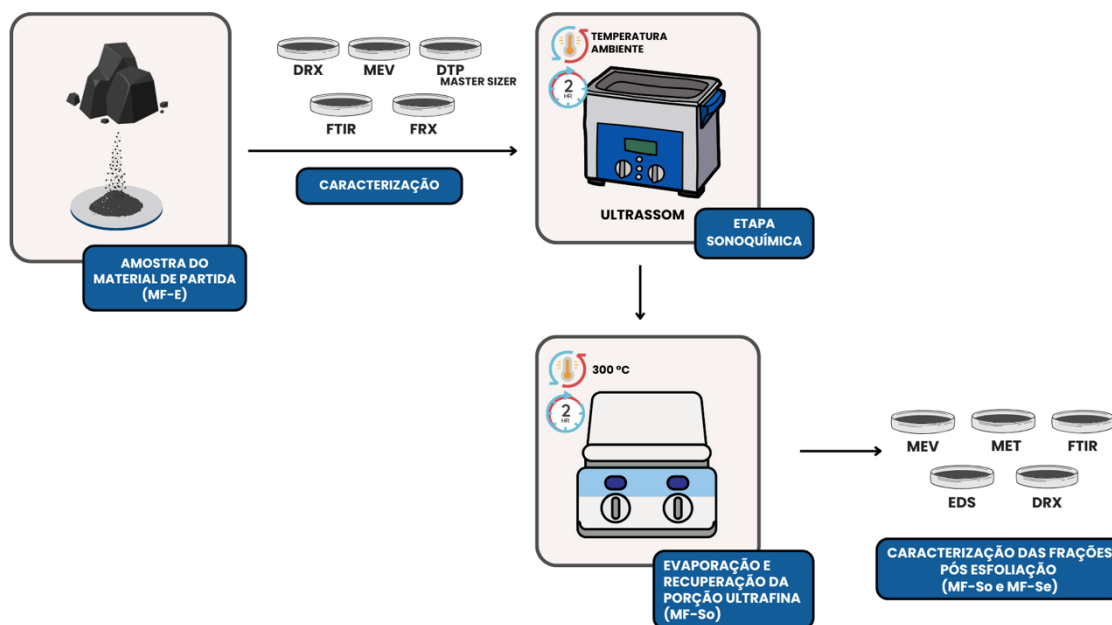 DRX
MEV
DTP
MASTER SIZER
FTIR
FRX
CARACTERIZAÇÃO
AMOSTRA DO
MATERIAL DE PARTIDA
(MF-E)
TEMPERATURA
AMBIENTE
2
HR
ULTRASSOM
ETAPA
SONOQUÍMICA
300 °C
2
HR
EVAPORAÇÃO E
RECUPERAÇÃO DA
PORÇÃO ULTRAFINA
(MF-So)
MEV
MET
FTIR
EDS
DRX
CARACTERIZAÇÃO DAS FRAÇÕES
PÓS ESFOLIAÇÃO
(MF-So e MF-Se)